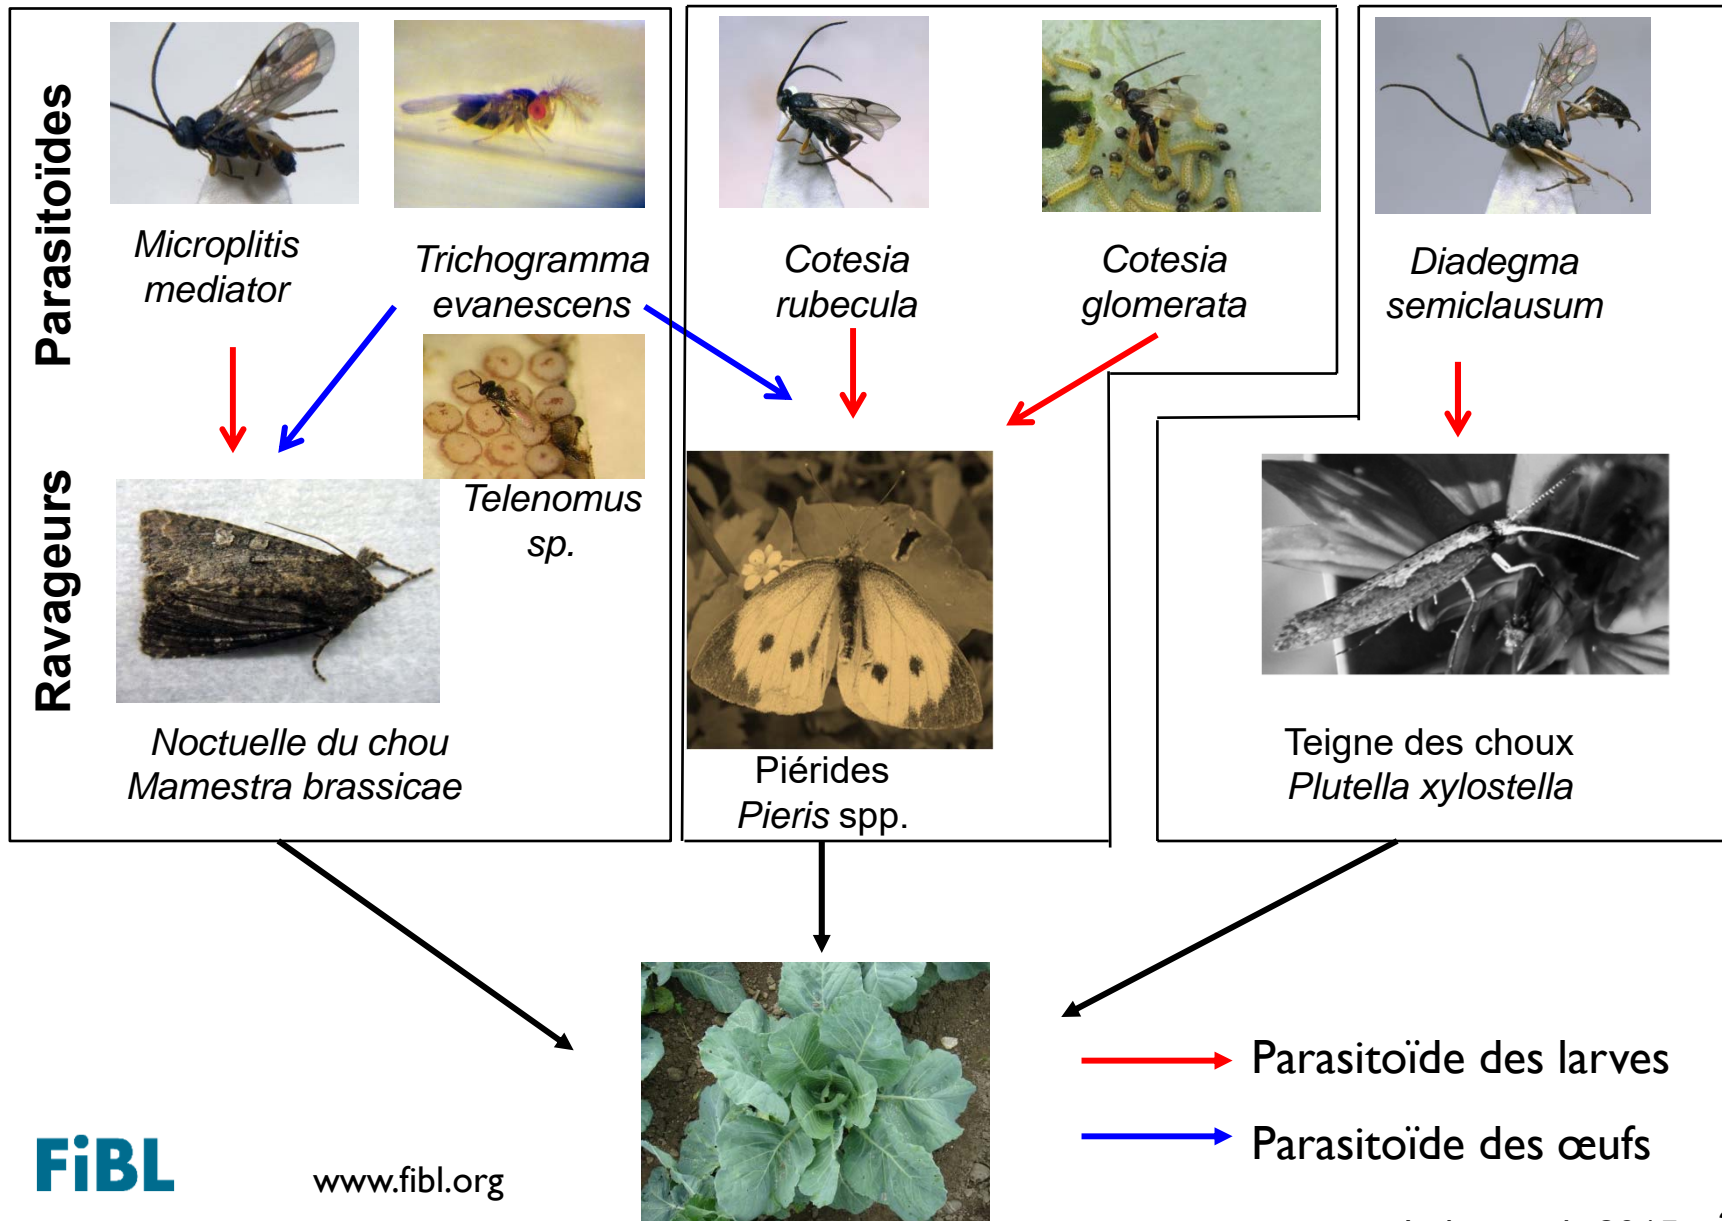 Parasitoïdes
Microplitis
mediator
Trichogramma
evanescens
Cotesia
rubecula
Cotesia
glomerata
Diadegma
semiclausum
Ravageurs
Telenomus
sp.
Noctuelle du chou
Mamestra brassicae
Piérides
Pieris spp.
Teigne des choux
Plutella xylostella
Parasitoïde des larves
Parasitoïde des œufs
FiBL
www.fibl.org